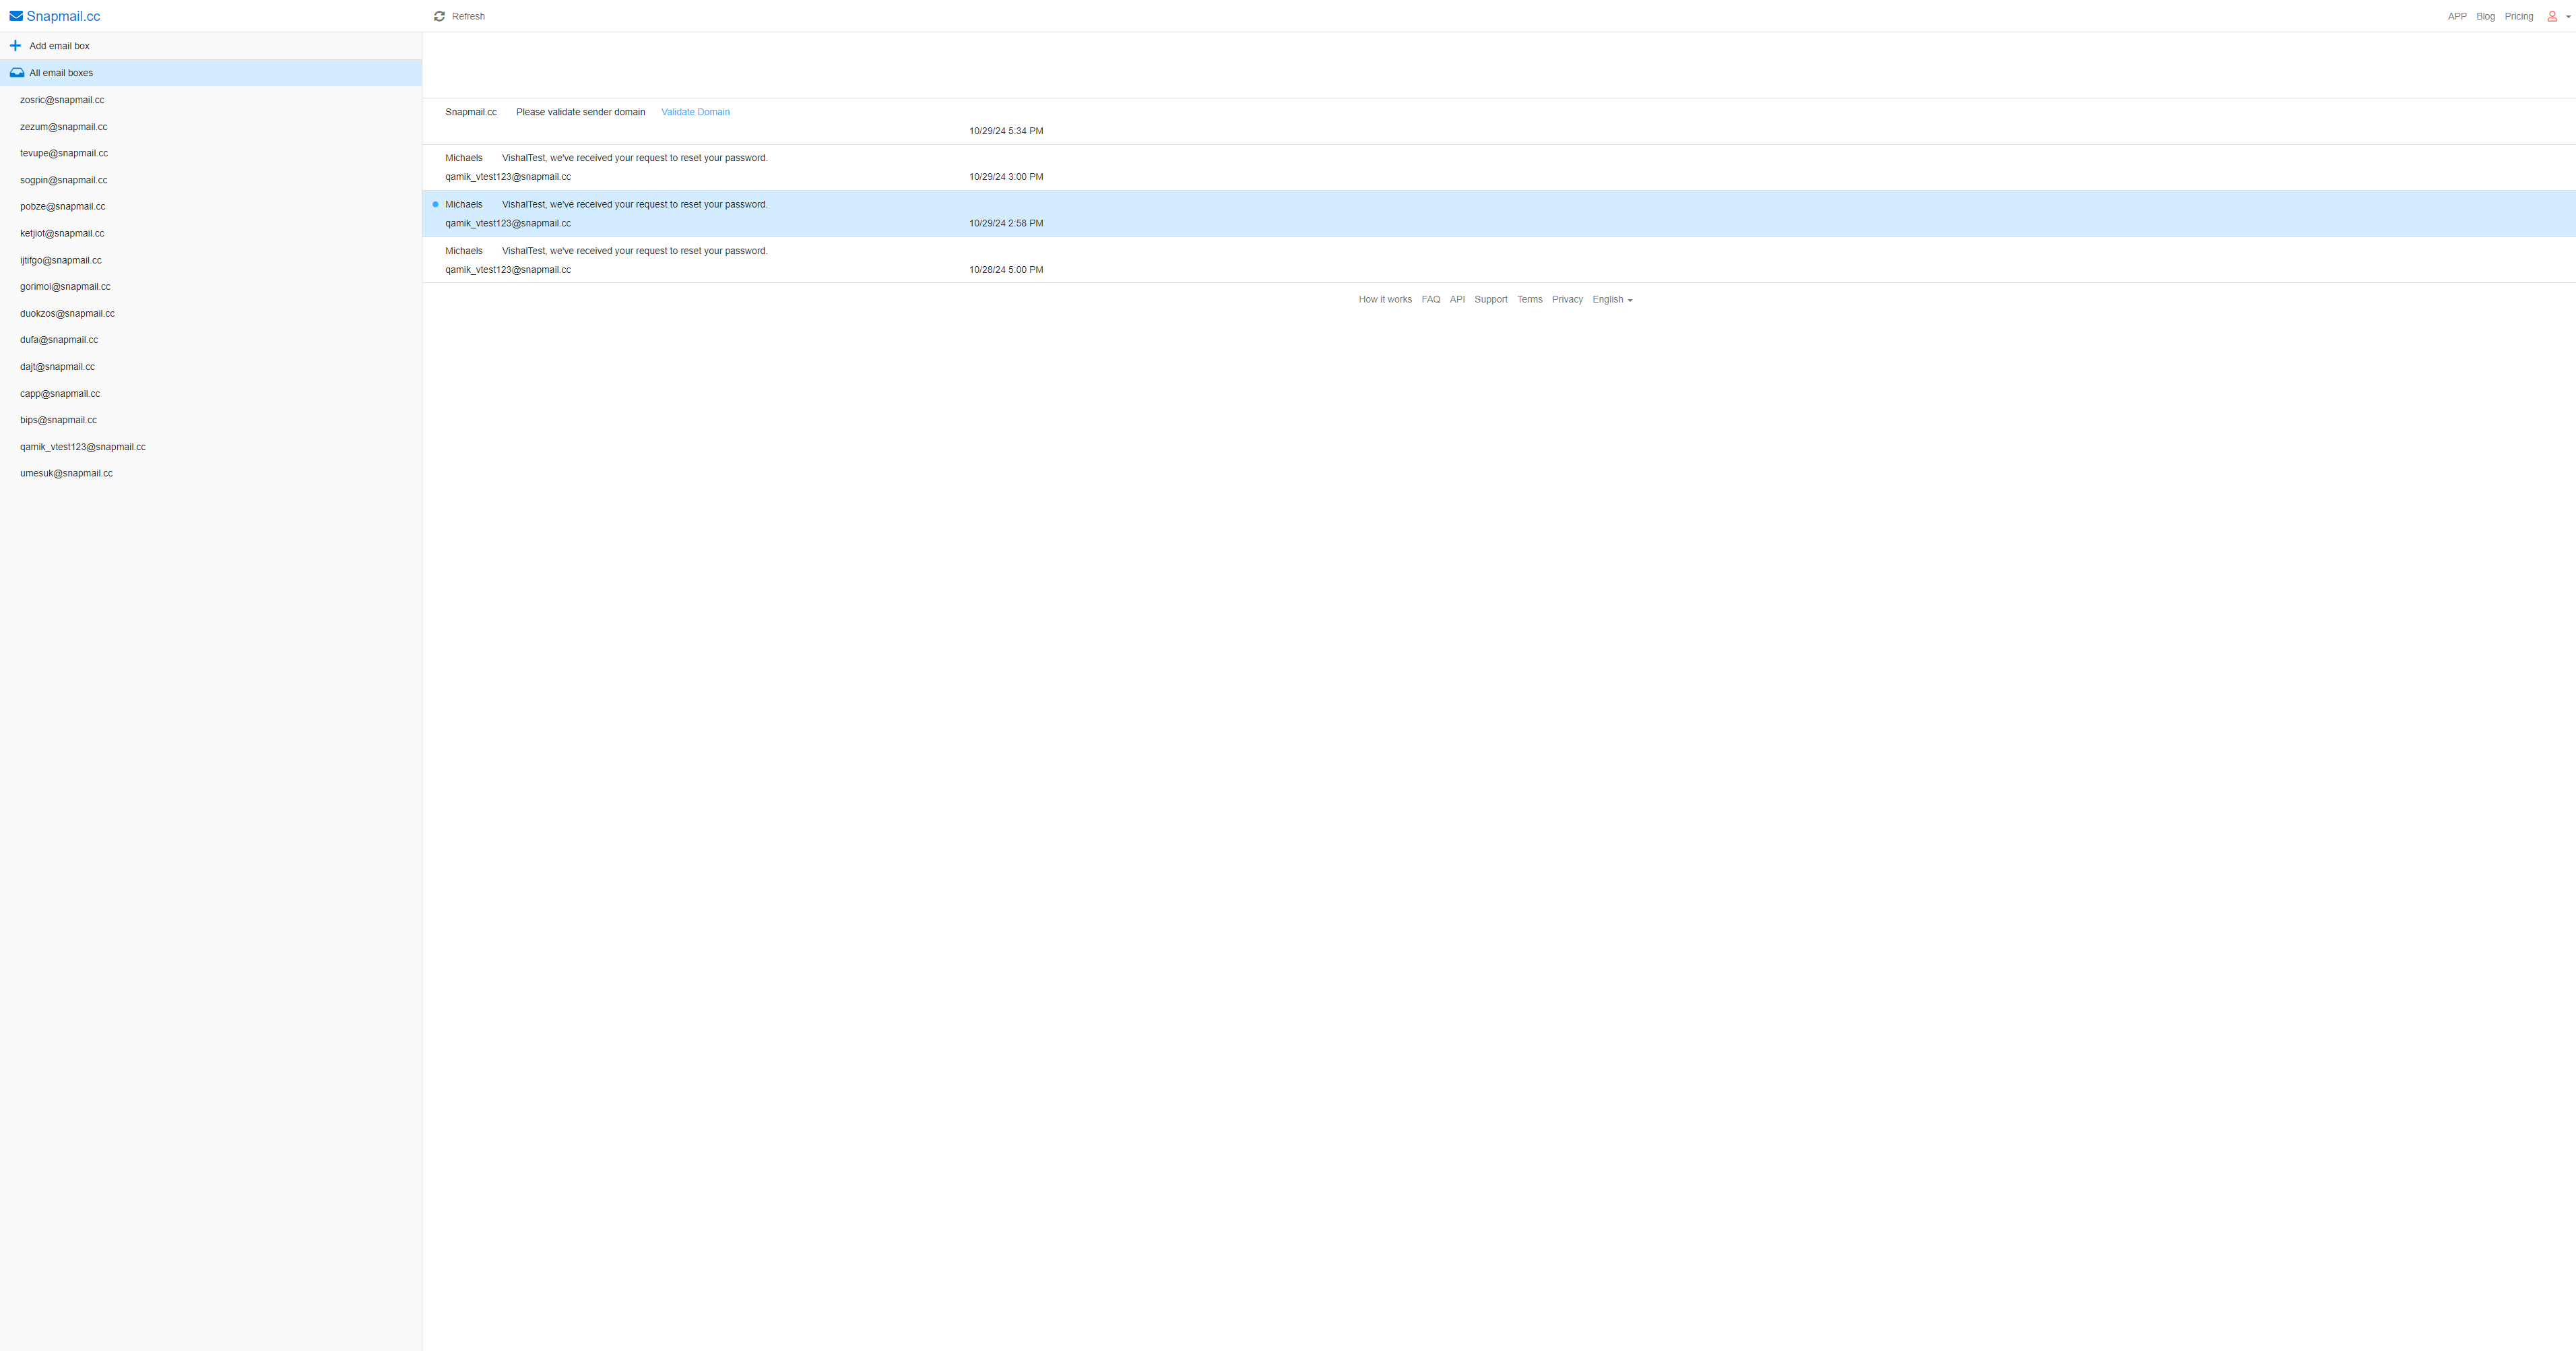 Snapmail.cc
Refresh
APP Blog Pricing
Add email box
All email boxes
zosric@snapmail.cc
zezum@snapmail.cc
tevupe@snapmail.cc
sogpin@snapmail.cc
pobze@snapmail.cc
ketjiot@snapmail.cc
ijtifgo@snapmail.cc
gorimoi@snapmail.cc
duokzos@snapmail.cc
dufa@snapmail.cc
dajt@snapmail.cc
capp@snapmail.cc
bips@snapmail.cc
qamik_vtest123@snapmail.cc
umesuk@snapmail.cc
Snapmail.cc Please validate sender domain Validate Domain
10/29/24 5:34 PM
Michaels VishalTest, we've received your request to reset your password.
qamik_vtest123@snapmail.cc 10/29/24 3:00 PM
Michaels VishalTest, we've received your request to reset your password.
qamik_vtest123@snapmail.cc 10/29/24 2:58 PM
Michaels VishalTest, we've received your request to reset your password.
qamik_vtest123@snapmail.cc 10/28/24 5:00 PM
How it works FAQ API Support Terms Privacy English